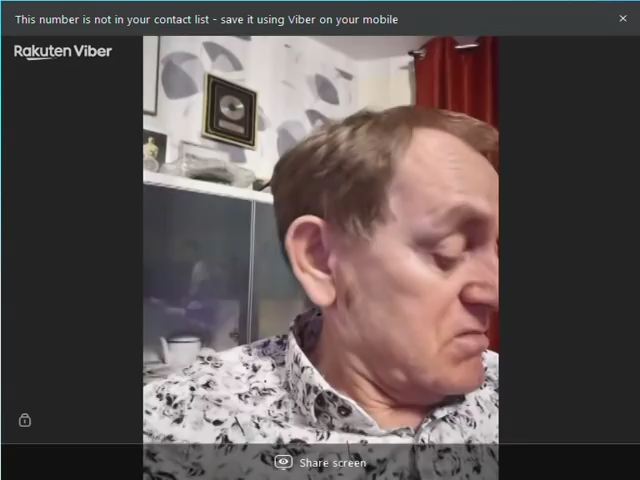 This number is not in your contact list - save it using Viber on your mobile
Rakuten Viber
Share screen